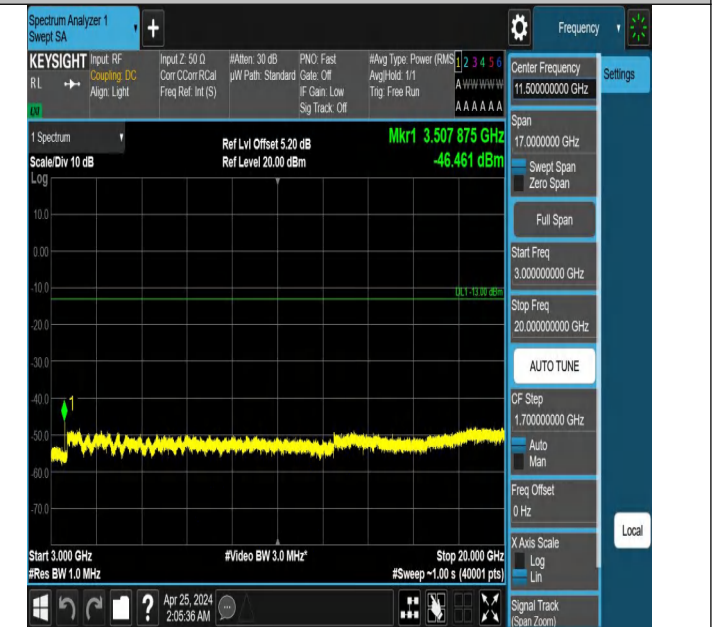 Spectrum Analyzer 1
Swept SA
+
Frequency
KEYSIGHT
RL
Input: RF
Coupling: DC
Align: Light
Input Z: 50 Ω
Corr CCorr RCal
Freq Ref: Int (S)
#Atten: 30 dB
µW Path: Standard
PNO: Fast
Gate: Off
IF Gain: Low
Sig Track: Off
#Avg Type: Power (RMS
Avg|Hold: 1/1
Trig: Free Run
1 2 3 4 5 6
A W W W W W
A A A A A A
1 Spectrum
Scale/Div 10 dB
Log
Ref Lvl Offset 5.20 dB
Ref Level 20.00 dBm
Mkr1 3.507 875 GHz
-46.461 dBm
10.0
0.00
-10.0
DL1 -13.00 dBm
-20.0
-30.0
-40.0
1
-50.0
-60.0
-70.0
Start 3.000 GHz
#Res BW 1.0 MHz
#Video BW 3.0 MHz*
Stop 20.000 GHz
#Sweep ~1.00 s (40001 pts)
Center Frequency
11.500000000 GHz
Settings
Span
17.0000000 GHz
Swept Span
Zero Span
Full Span
Start Freq
3.000000000 GHz
Stop Freq
20.000000000 GHz
AUTO TUNE
CF Step
1.700000000 GHz
Auto
Man
Freq Offset
0 Hz
X Axis Scale
Log
Lin
Local
Signal Track
(Span Zoom)
?
Apr 25, 2024
2:05:36 AM